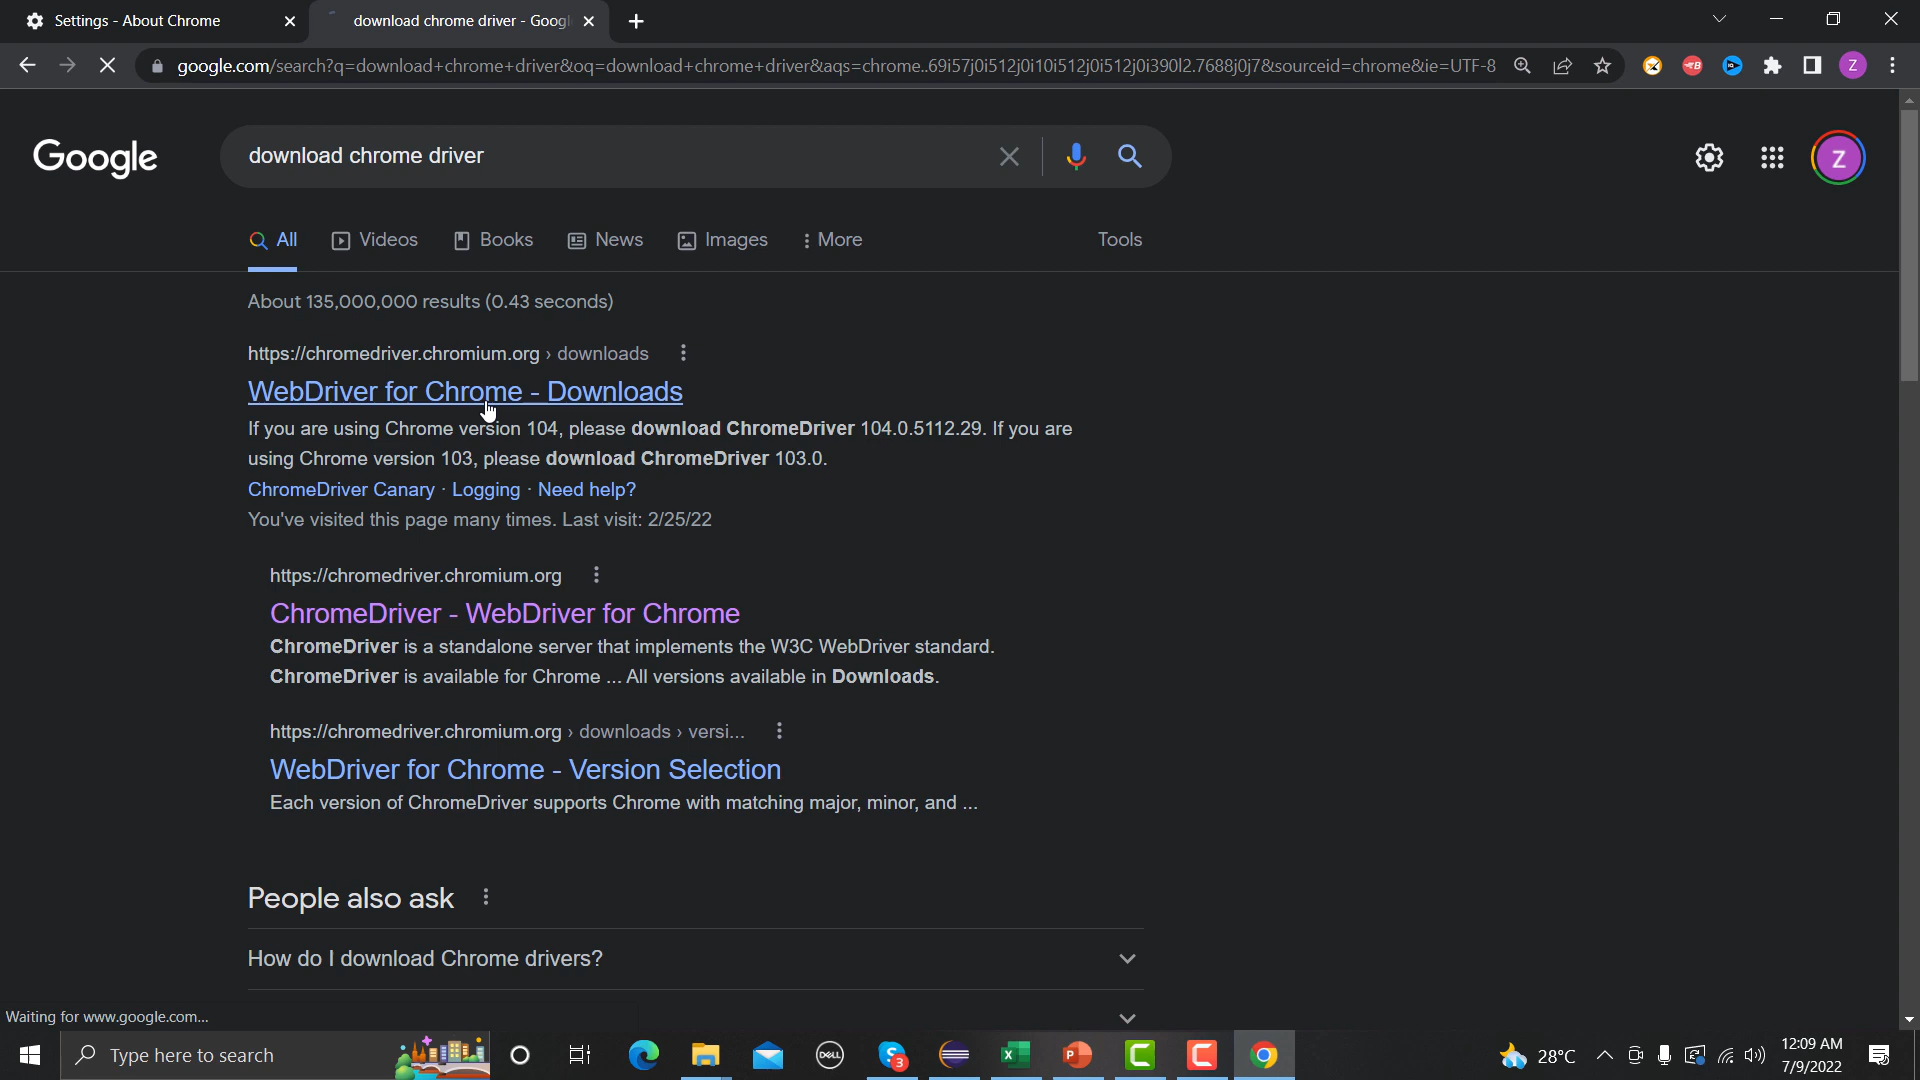 Settings - About Chrome
download chrome driver - Googl
google.com/search?q=download+chrome+driver&oq=download+chrome+driver&aqs=chrome..69i57j0i512j0i10i512j0i512j0i390l2.7688j0j7&sourceid=chrome&ie=UTF-8
Z
Google
download chrome driver
Z
All
Videos
Books
News
Images
More
Tools
About 135,000,000 results (0.43 seconds)
https://chromedriver.chromium.org › downloads
WebDriver for Chrome - Downloads
If you are using Chrome version 104, please download ChromeDriver 104.0.5112.29. If you are
using Chrome version 103, please download ChromeDriver 103.0.
ChromeDriver Canary · Logging · Need help?
You've visited this page many times. Last visit: 2/25/22
https://chromedriver.chromium.org
ChromeDriver - WebDriver for Chrome
ChromeDriver is a standalone server that implements the W3C WebDriver standard.
ChromeDriver is available for Chrome ... All versions available in Downloads.
https://chromedriver.chromium.org › downloads › versi...
WebDriver for Chrome - Version Selection
Each version of ChromeDriver supports Chrome with matching major, minor, and ...
People also ask
How do I download Chrome drivers?
Waiting for www.google.com...
Type here to search
DELL
3
28°C
12:09 AM
7/9/2022